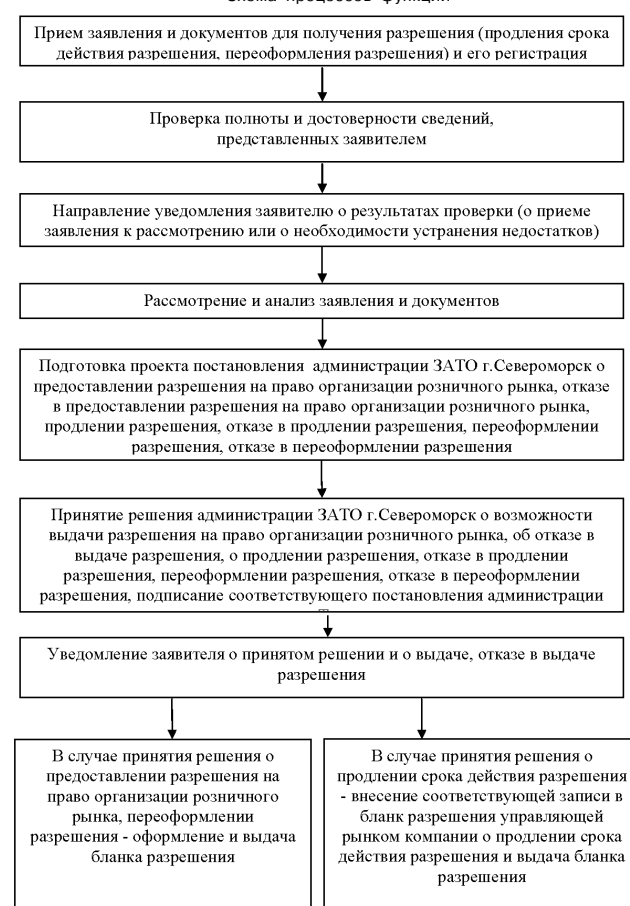 Схема процессов функции
Прием заявления и документов для получения разрешения (продления срока
действия разрешения, переоформления разрешения) и его регистрация
Проверка полноты и достоверности сведений,
представленных заявителем
Направление уведомления заявителю о результатах проверки (о приеме
заявления к рассмотрению или о необходимости устранения недостатков)
Рассмотрение и анализ заявления и документов
Подготовка проекта постановления администрации ЗАТО г.Североморск о
предоставлении разрешения на право организации розничного рынка, отказе
в предоставлении разрешения на право организации розничного рынка,
продлении разрешения, отказе в продлении разрешения, переоформлении
разрешения, отказе в переоформлении разрешения
Принятие решения администрации ЗАТО г.Североморск о возможности
выдачи разрешения на право организации розничного рынка, об отказе в
выдаче разрешения, о продлении разрешения, отказе в продлении
разрешения, переоформлении разрешения, отказе в переоформлении
разрешения, подписание соответствующего постановления администрации
Уведомление заявителя о принятом решении и о выдаче, отказе в выдаче
разрешения
В случае принятия решения о
предоставлении разрешения на
право организации розничного
рынка, переоформлении
разрешения - оформление и выдача
бланка разрешения
В случае принятия решения о
продлении срока действия разрешения
- внесение соответствующей записи в
бланк разрешения управляющей
рынком компании о продлении срока
действия разрешения и выдача бланка
разрешения